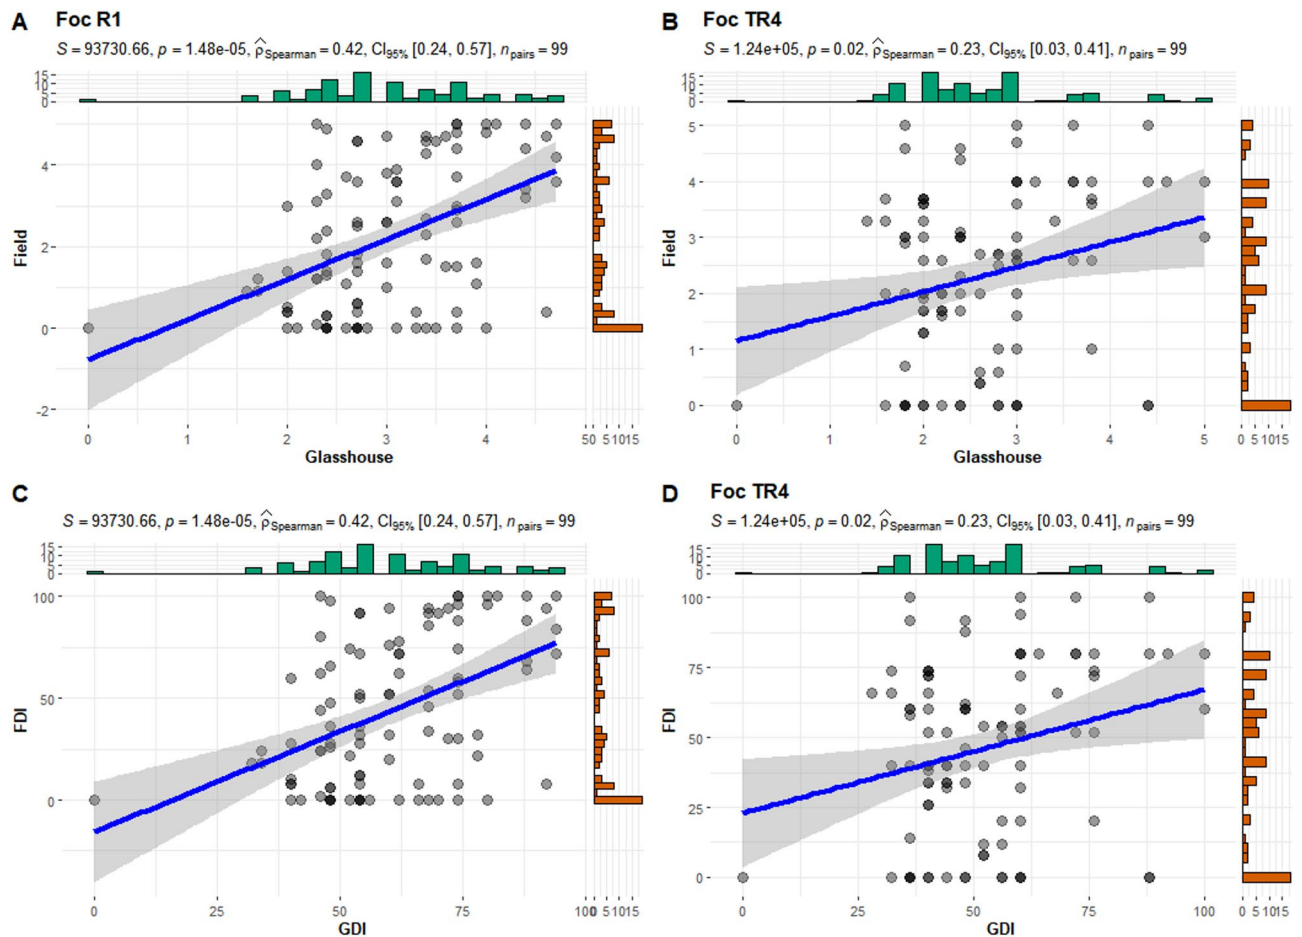 A Foc R1
S = 93730.66, p = 1.48e-05, ρ̂Spearman = 0.42, CI95% [0.24, 0.57], npairs = 99
15
10
5
0
Field
4
2
0
-2
0 1 2 3 4 5
0 5 10 15
Glasshouse
B Foc TR4
S = 1.24e+05, p = 0.02, ρ̂Spearman = 0.23, CI95% [0.03, 0.41], npairs = 99
15
10
5
0
Field
5
4
3
2
1
0
0 1 2 3 4 5
0 5 10 15
Glasshouse
C
S = 93730.66, p = 1.48e-05, ρ̂Spearman = 0.42, CI95% [0.24, 0.57], npairs = 99
15
10
5
0
FDI
100
50
0
0 25 50 75 100
0 5 10 15
GDI
D Foc TR4
S = 1.24e+05, p = 0.02, ρ̂Spearman = 0.23, CI95% [0.03, 0.41], npairs = 99
15
10
5
0
FDI
100
75
50
25
0
0 25 50 75 100
0 5 10 15
GDI